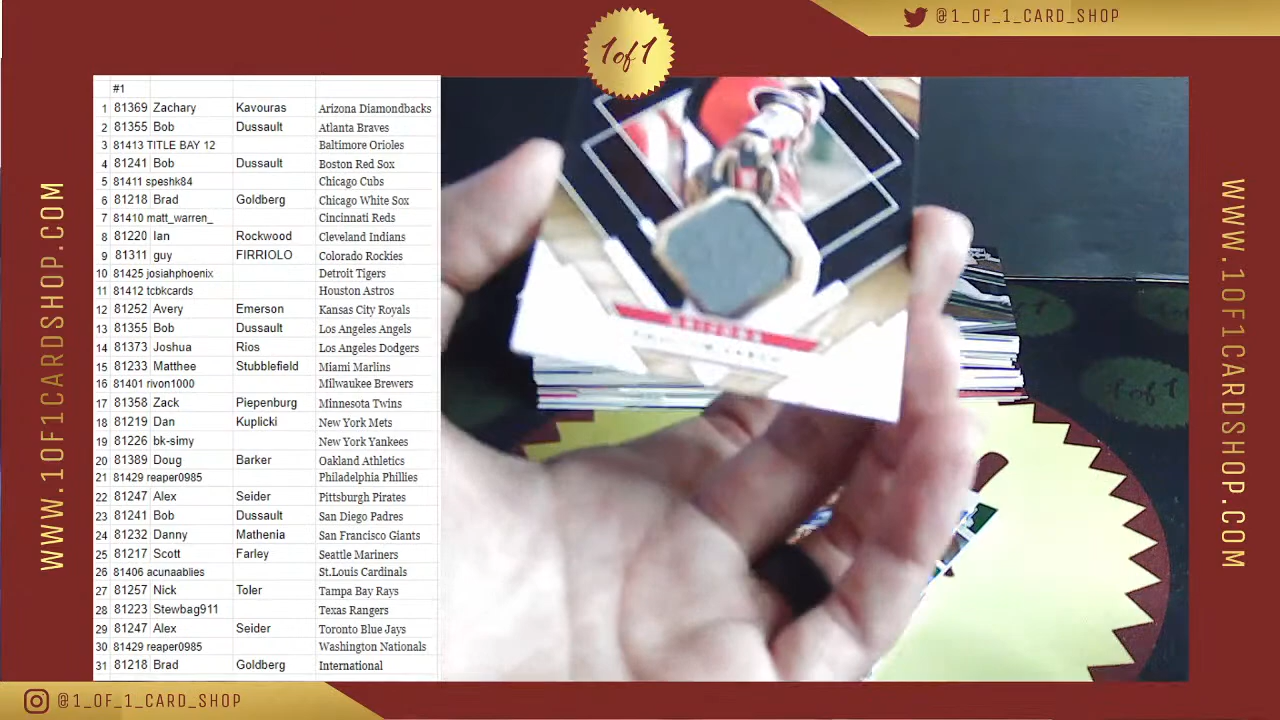 @1_OF_1_CARD_SHOP
1of1
#1
1 81369 Zachary Kavouras Arizona Diamondbacks
2 81355 Bob Dussault Atlanta Braves
3 81413 TITLE BAY 12 Baltimore Orioles
4 81241 Bob Dussault Boston Red Sox
5 81411 speshk84 Chicago Cubs
6 81218 Brad Goldberg Chicago White Sox
7 81410 matt_warren_ Cincinnati Reds
8 81220 Ian Rockwood Cleveland Indians
9 81311 guy FIRRIOLO Colorado Rockies
10 81425 josiahphoenix Detroit Tigers
11 81412 tcbkcards Houston Astros
12 81252 Avery Emerson Kansas City Royals
13 81355 Bob Dussault Los Angeles Angels
14 81373 Joshua Rios Los Angeles Dodgers
15 81233 Matthee Stubblefield Miami Marlins
16 81401 rivon1000 Milwaukee Brewers
17 81358 Zack Piepenburg Minnesota Twins
18 81219 Dan Kuplicki New York Mets
19 81226 bk-simy New York Yankees
20 81389 Doug Barker Oakland Athletics
21 81429 reaper0985 Philadelphia Phillies
22 81247 Alex Seider Pittsburgh Pirates
23 81241 Bob Dussault San Diego Padres
24 81232 Danny Mathenia San Francisco Giants
25 81217 Scott Farley Seattle Mariners
26 81406 acunaablies St.Louis Cardinals
27 81257 Nick Toler Tampa Bay Rays
28 81223 Stewbag911 Texas Rangers
29 81247 Alex Seider Toronto Blue Jays
30 81429 reaper0985 Washington Nationals
31 81218 Brad Goldberg International
WWW.1OF1CARDSHOP.COM
WWW.1OF1CARDSHOP.COM
1of1
@1_OF_1_CARD_SHOP